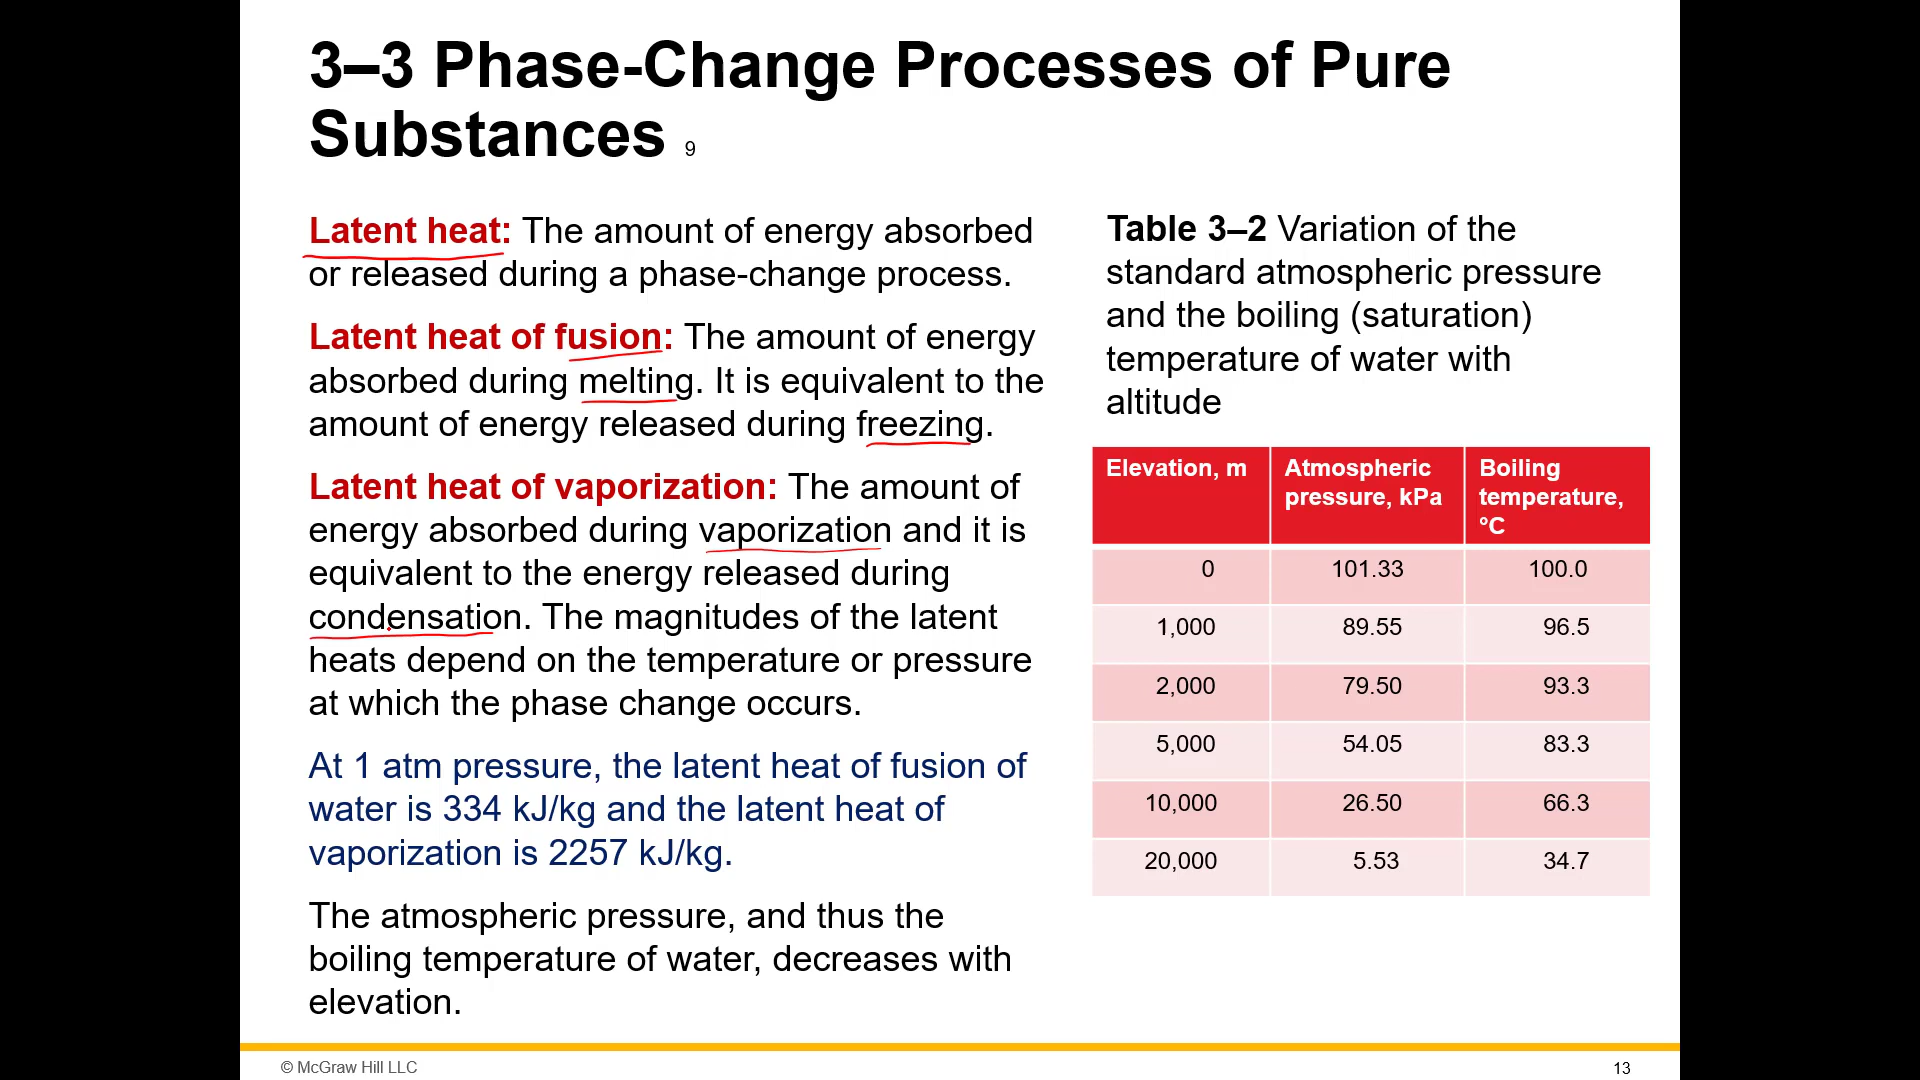 3–3 Phase-Change Processes of Pure
Substances 9
Latent heat: The amount of energy absorbed
or released during a phase-change process.
Latent heat of fusion: The amount of energy
absorbed during melting. It is equivalent to the
amount of energy released during freezing.
Latent heat of vaporization: The amount of
energy absorbed during vaporization and it is
equivalent to the energy released during
condensation. The magnitudes of the latent
heats depend on the temperature or pressure
at which the phase change occurs.
At 1 atm pressure, the latent heat of fusion of
water is 334 kJ/kg and the latent heat of
vaporization is 2257 kJ/kg.
The atmospheric pressure, and thus the
boiling temperature of water, decreases with
elevation.
Table 3–2 Variation of the
standard atmospheric pressure
and the boiling (saturation)
temperature of water with
altitude
Elevation, m Atmospheric pressure, kPa Boiling temperature, °C
0 101.33 100.0
1,000 89.55 96.5
2,000 79.50 93.3
5,000 54.05 83.3
10,000 26.50 66.3
20,000 5.53 34.7
© McGraw Hill LLC
13